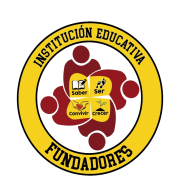 INSTITUCIÓN EDUCATIVA
Saber Ser
Convivir Crecer
FUNDADORES